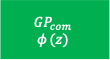 GP_com
ϕ (z)